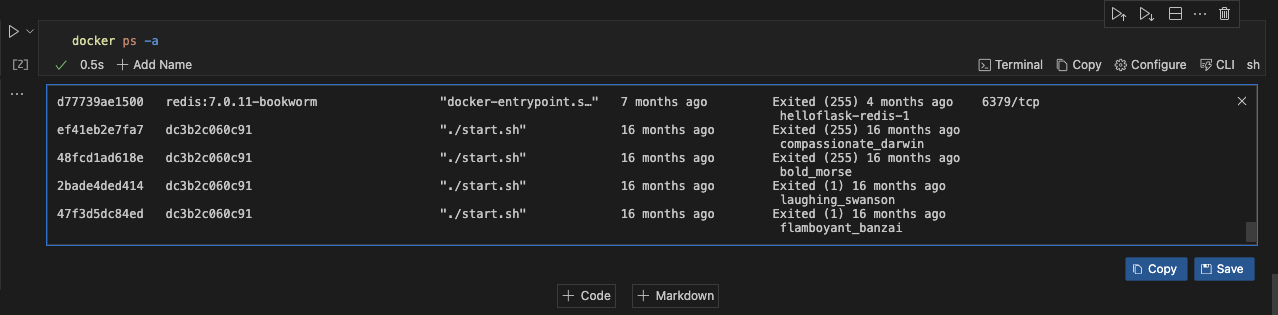 docker ps -a
[2] 0.5s Add Name Terminal Copy Configure CLI sh
d77739ae1500 redis:7.0.11-bookworm "docker-entrypoint.s…" 7 months ago Exited (255) 4 months ago 6379/tcp
helloflask-redis-1
ef41eb2e7fa7 dc3b2c060c91 "./start.sh" 16 months ago Exited (255) 16 months ago
compassionate_darwin
48fcd1ad618e dc3b2c060c91 "./start.sh" 16 months ago Exited (255) 16 months ago
bold_morse
2bade4ded414 dc3b2c060c91 "./start.sh" 16 months ago Exited (1) 16 months ago
laughing_swanson
47f3d5dc84ed dc3b2c060c91 "./start.sh" 16 months ago Exited (1) 16 months ago
flamboyant_banzai
Copy Save
+ Code + Markdown